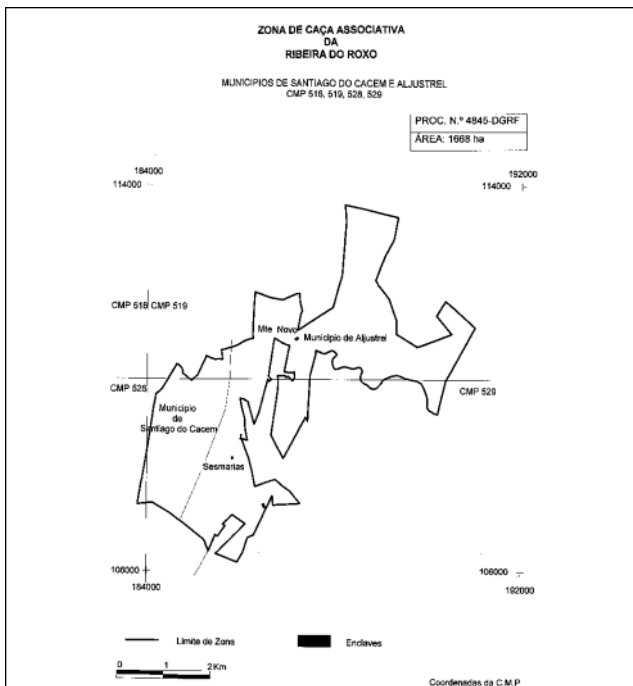 ZONA DE CAÇA ASSOCIATIVA
DA
RIBEIRA DO ROXO
MUNICIPIOS DE SANTIAGO DO CACEM E ALJUSTREL
CMP 518, 519, 528, 529
PROC. N.º 4845-DGRF
ÁREA: 1668 ha
184000
114000
192000
114000
CMP 518 CMP 519
Mte Novo
Municipio de Aljustrel
CMP 528
CMP 529
Municipio
de
Santiago do Cacem
Sesmarias
106000
184000
106000
192000
Limite de Zona
Enclaves
0 1 2 Km
Coordenadas da C.M.P